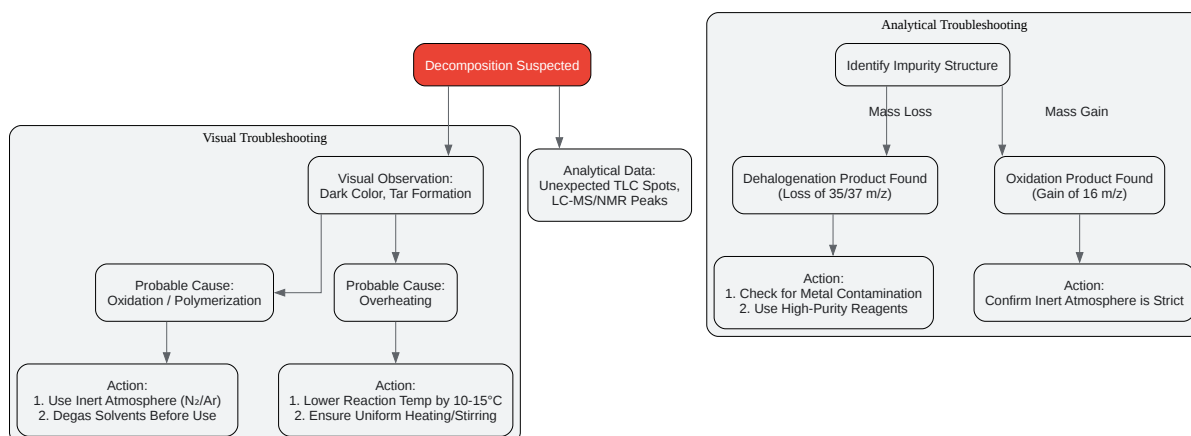 Analytical Troubleshooting
Decomposition Suspected
Identify Impurity Structure
Mass Loss
Mass Gain
Visual Troubleshooting
Visual Observation:
Dark Color, Tar Formation
Analytical Data:
Unexpected TLC Spots,
LC-MS/NMR Peaks
Dehalogenation Product Found
(Loss of 35/37 m/z)
Oxidation Product Found
(Gain of 16 m/z)
Probable Cause:
Oxidation / Polymerization
Probable Cause:
Overheating
Action:
1. Check for Metal Contamination
2. Use High-Purity Reagents
Action:
Confirm Inert Atmosphere is Strict
Action:
1. Use Inert Atmosphere (N₂/Ar)
2. Degas Solvents Before Use
Action:
1. Lower Reaction Temp by 10-15°C
2. Ensure Uniform Heating/Stirring